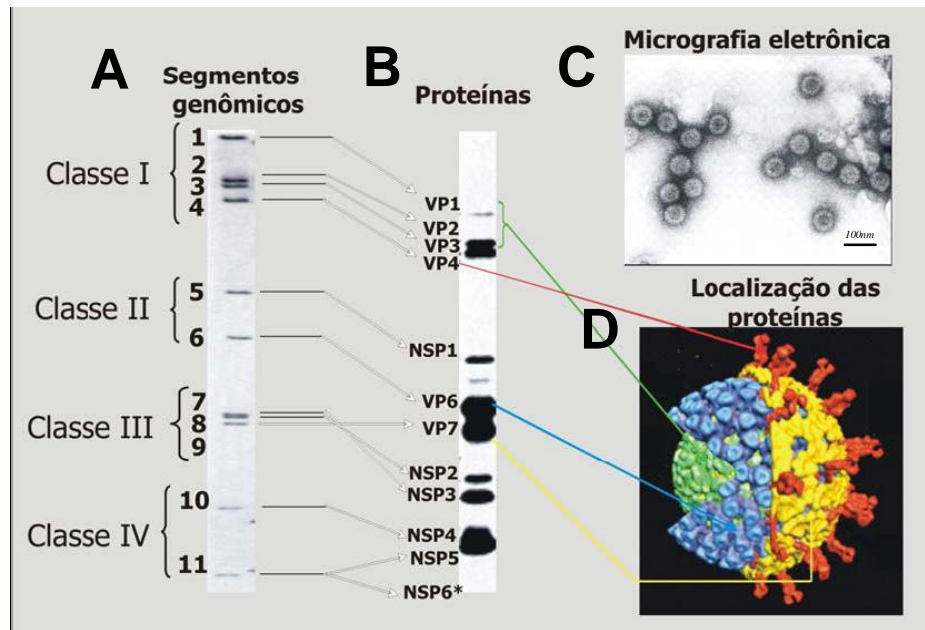 A
B
C
D
Segmentos
genômicos
Proteínas
Micrografia eletrônica
Classe I
1
2
3
4
Classe II
5
6
Classe III
7
8
9
Classe IV
10
11
VP1
VP2
VP3
VP4
NSP1
VP6
VP7
NSP2
NSP3
NSP4
NSP5
NSP6*
100nm
Localização das
proteínas